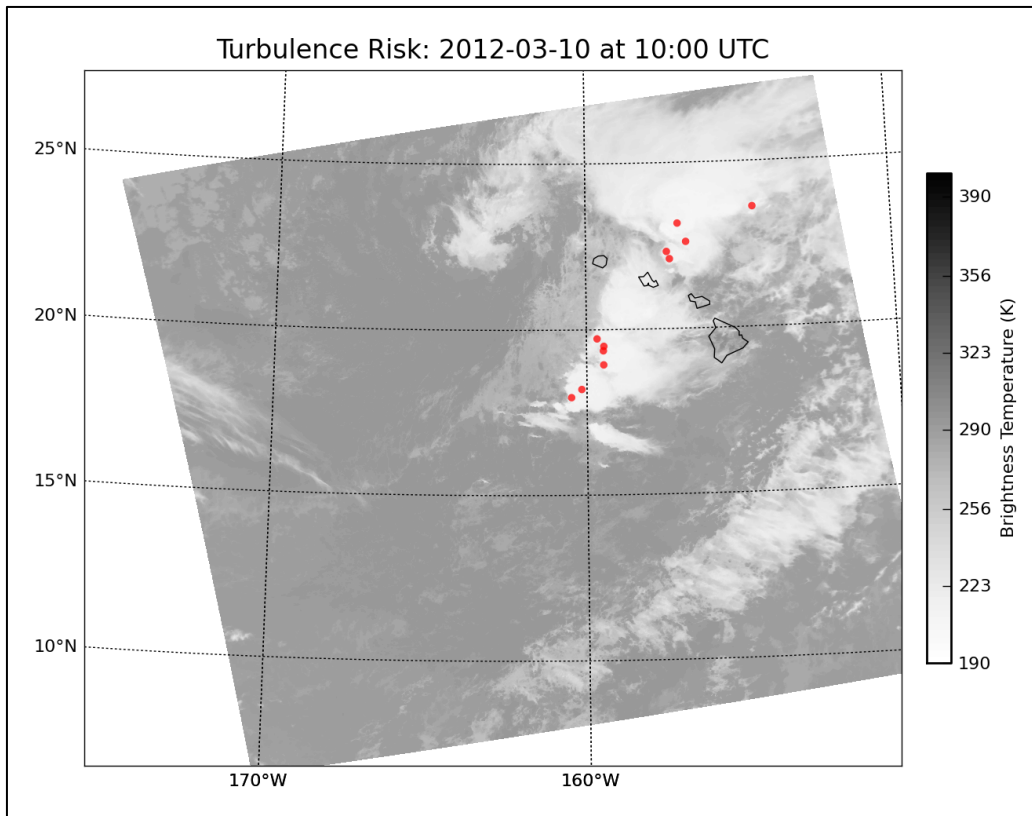 Turbulence Risk: 2012-03-10 at 10:00 UTC
25°N
20°N
15°N
10°N
170°W
160°W
390
356
323
290
256
223
190
Brightness Temperature (K)